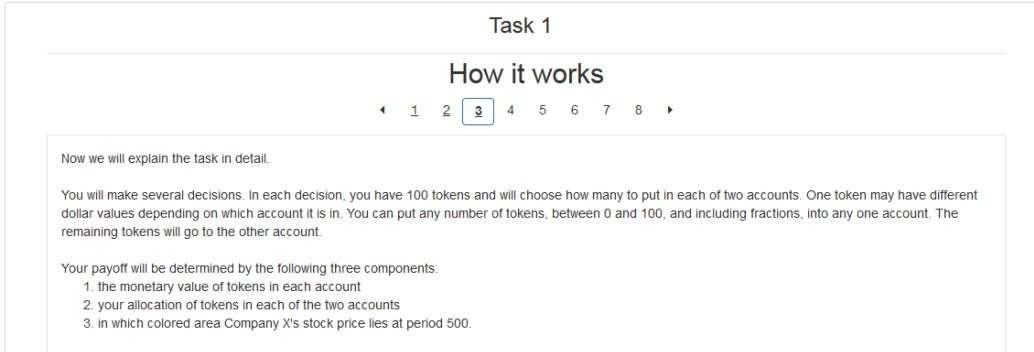 Task 1
How it works
1 2 3 4 5 6 7 8
Now we will explain the task in detail.
You will make several decisions. In each decision, you have 100 tokens and will choose how many to put in each of two accounts. One token may have different
dollar values depending on which account it is in. You can put any number of tokens, between 0 and 100, and including fractions, into any one account. The
remaining tokens will go to the other account.
Your payoff will be determined by the following three components:
1. the monetary value of tokens in each account
2. your allocation of tokens in each of the two accounts
3. in which colored area Company X's stock price lies at period 500.